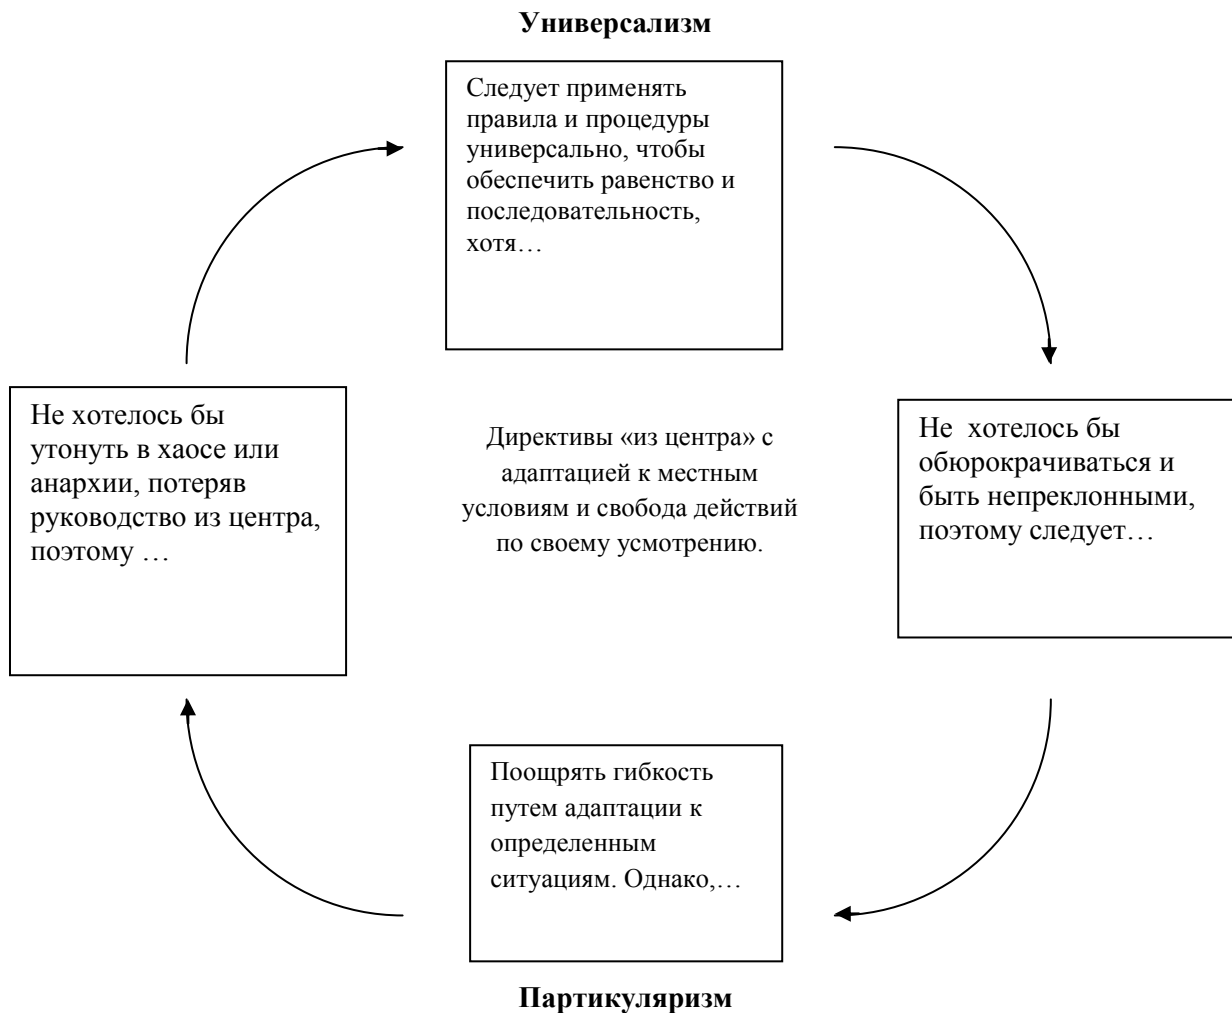 Универсализм
Следует применять
правила и процедуры
универсально, чтобы
обеспечить равенство и
последовательность,
хотя…
Не хотелось бы
утонуть в хаосе или
анархии, потеряв
руководство из центра,
поэтому …
Директивы «из центра» с
адаптацией к местным
условиям и свобода действий
по своему усмотрению.
Не хотелось бы
обюрокрачиваться и
быть непреклонными,
поэтому следует…
Поощрять гибкость
путем адаптации к
определенным
ситуациям. Однако,…
Партикуляризм